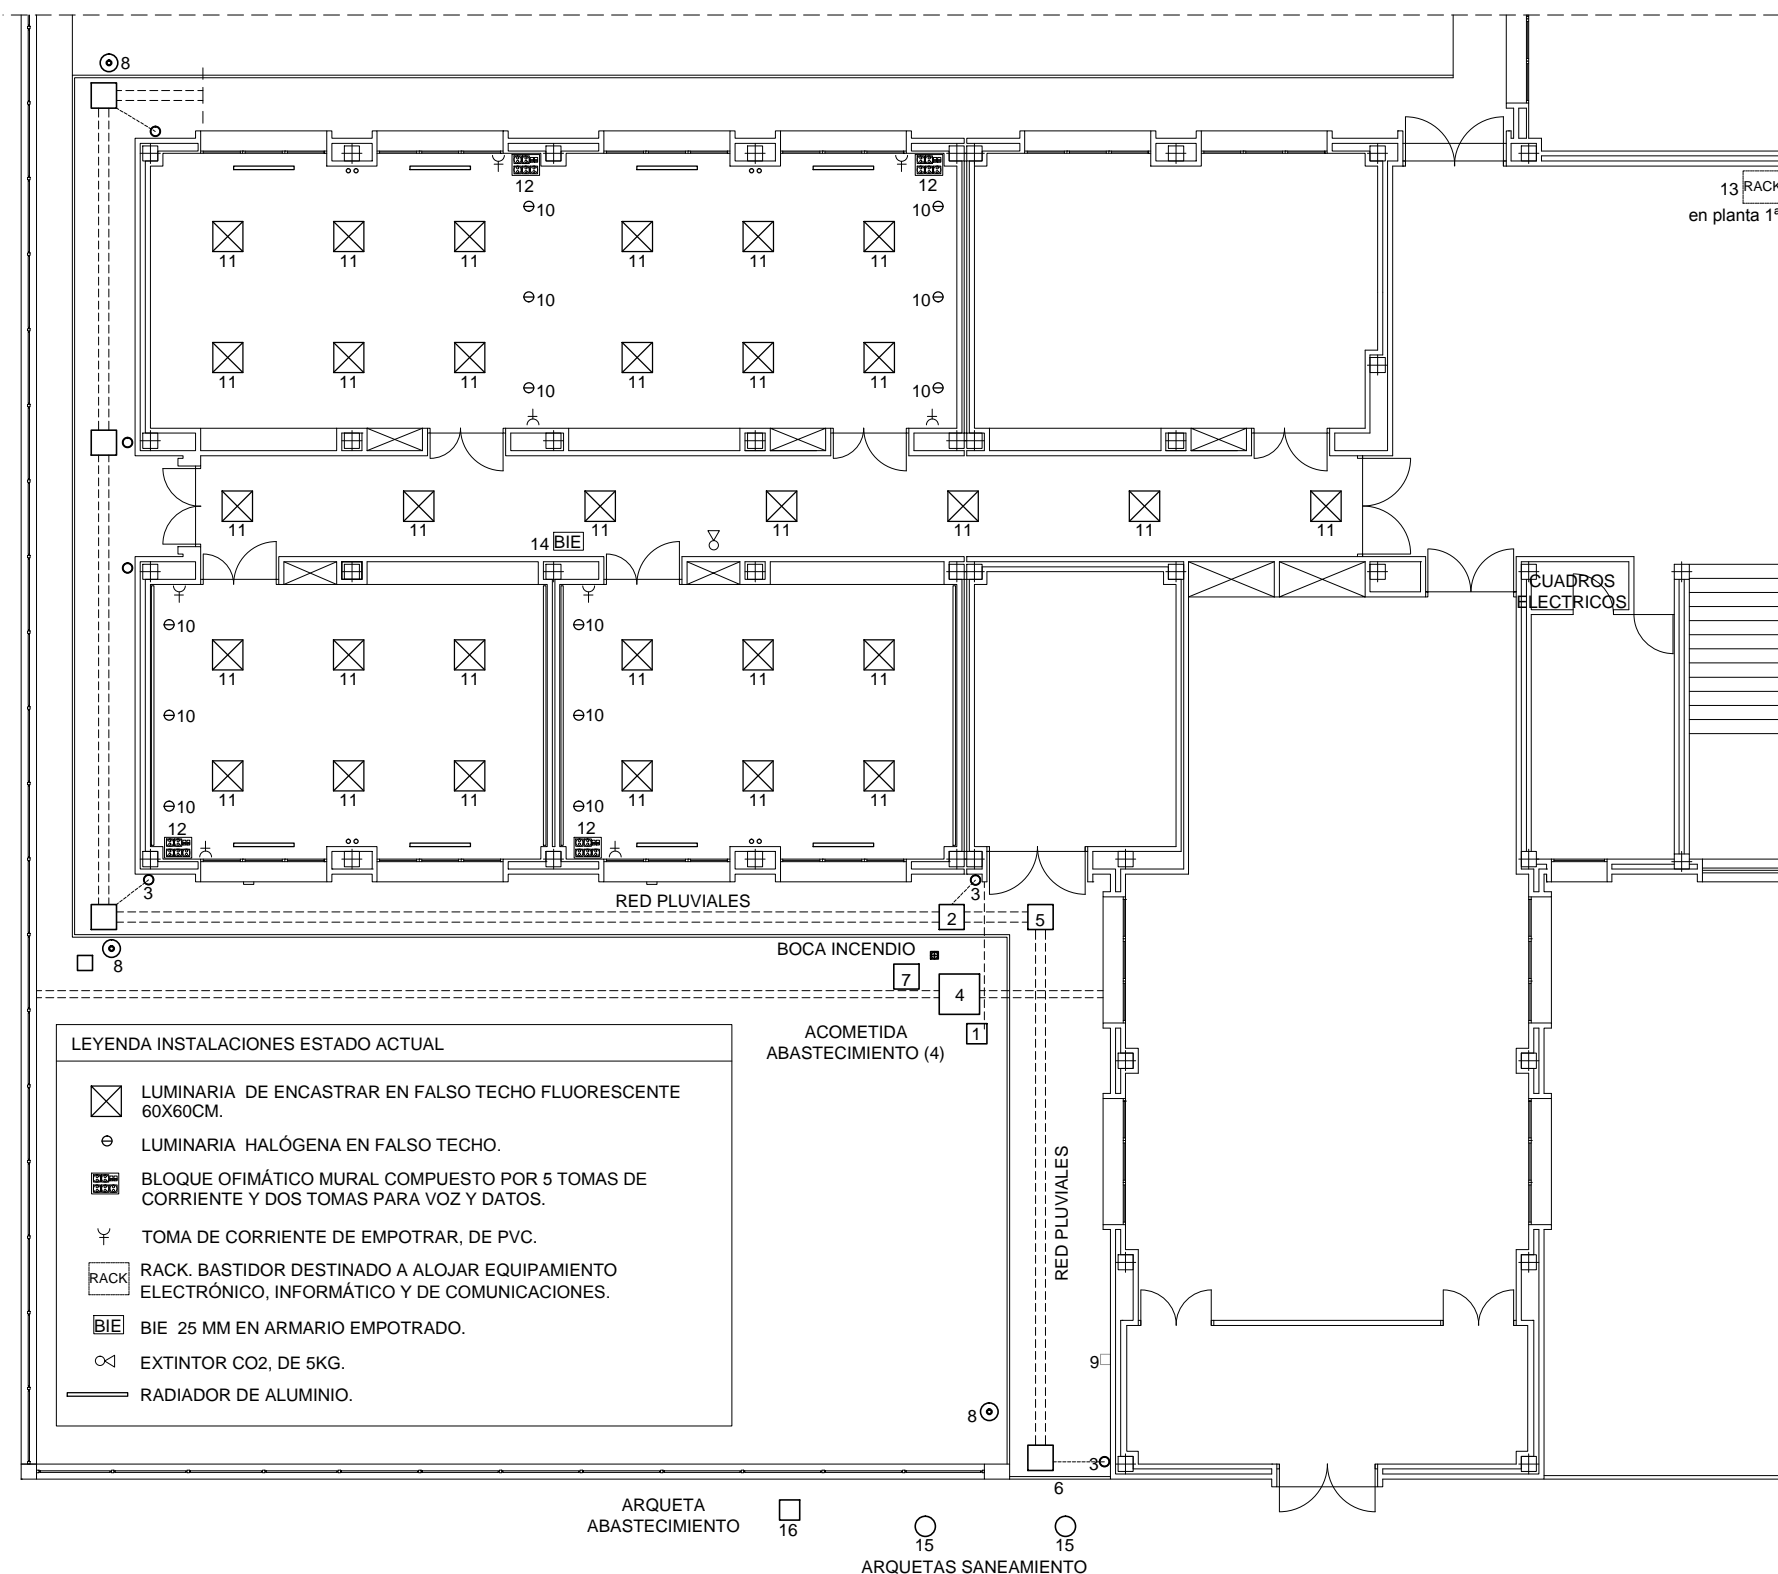 8
12
12
13 RACK
en planta 1ª
10
10
11 11 11 11 11 11
10
10
11 11 11 11 11 11
10
10
11 11 11 11 11 11 11
14 BIE
CUADROS
ELECTRICOS
10
10
11 11 11 11 11 11
10
10
10
10
11 11 11 11 11 11
12
12
3
3
RED PLUVIALES
2
5
BOCA INCENDIO
8
7
4
ACOMETIDA
ABASTECIMIENTO (4)
1
LEYENDA INSTALACIONES ESTADO ACTUAL
LUMINARIA DE ENCASTRAR EN FALSO TECHO FLUORESCENTE
60X60CM.
LUMINARIA HALÓGENA EN FALSO TECHO.
BLOQUE OFIMÁTICO MURAL COMPUESTO POR 5 TOMAS DE
CORRIENTE Y DOS TOMAS PARA VOZ Y DATOS.
TOMA DE CORRIENTE DE EMPOTRAR, DE PVC.
RACK
RACK. BASTIDOR DESTINADO A ALOJAR EQUIPAMIENTO
ELECTRÓNICO, INFORMÁTICO Y DE COMUNICACIONES.
BIE
BIE 25 MM EN ARMARIO EMPOTRADO.
EXTINTOR CO2, DE 5KG.
RADIADOR DE ALUMINIO.
RED PLUVIALES
9
8
3
6
ARQUETA
ABASTECIMIENTO
16
15
15
ARQUETAS SANEAMIENTO